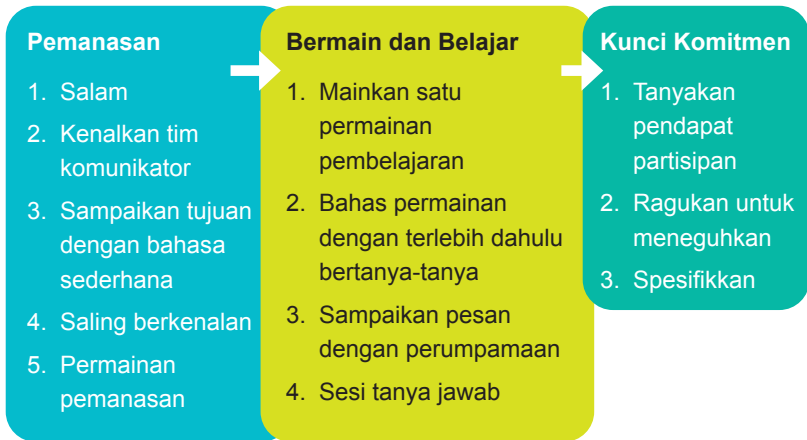 Pemanasan
1. Salam
2. Kenalkan tim
komunikator
3. Sampaikan tujuan
dengan bahasa
sederhana
4. Saling berkenalan
5. Permainan
pemanasan
Bermain dan Belajar
1. Mainkan satu
permainan
pembelajaran
2. Bahas permainan
dengan terlebih dahulu
bertanya-tanya
3. Sampaikan pesan
dengan perumpamaan
4. Sesi tanya jawab
Kunci Komitmen
1. Tanyakan
pendapat
partisipan
2. Ragukan untuk
meneguhkan
3. Spesifikkan